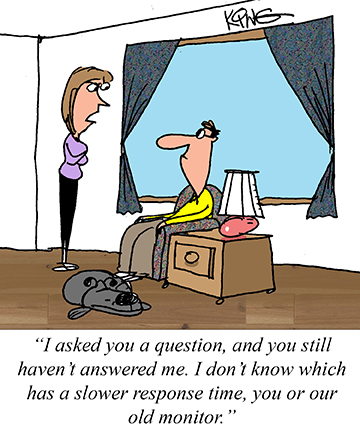 KPNG
“I asked you a question, and you still
haven’t answered me. I don’t know which
has a slower response time, you or our
old monitor.”